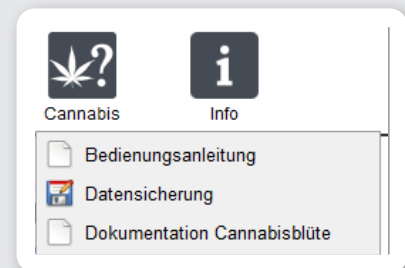 ?
Cannabis
i
Info
Bedienungsanleitung
Datensicherung
Dokumentation Cannabisblüte